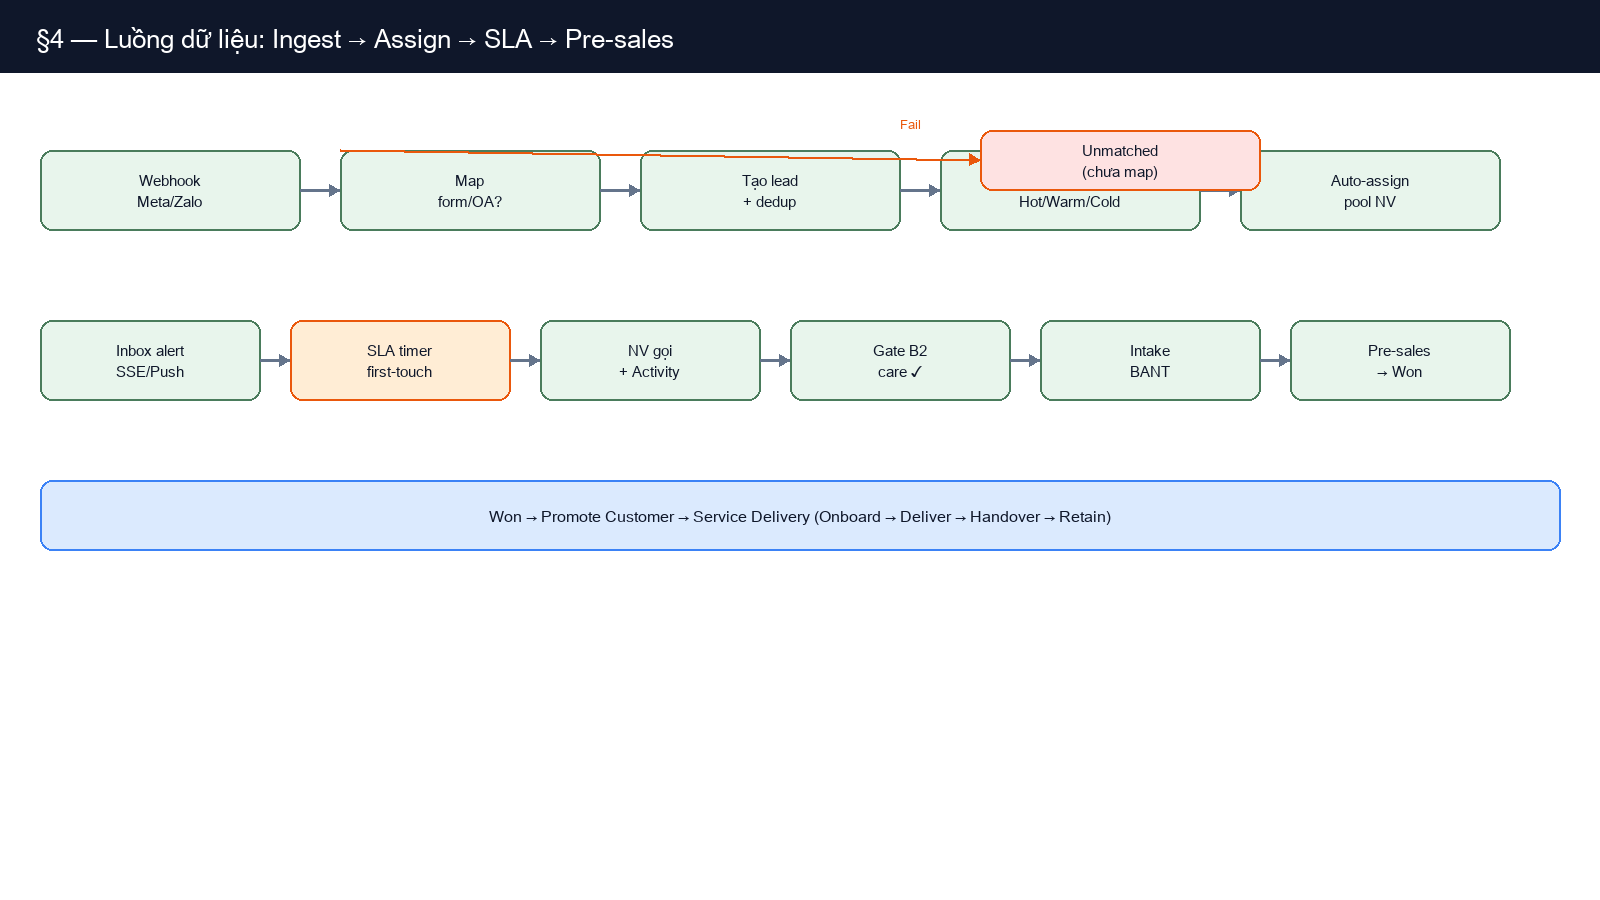 §4 — Luồng dữ liệu: Ingest → Assign → SLA → Pre-sales
Fail
Webhook
Meta/Zalo
Map
form/OA?
Tạo lead
+ dedup
Unmatched
(chưa map)
Hot/Warm/Cold
Auto-assign
pool NV
Inbox alert
SSE/Push
SLA timer
first-touch
NV gọi
+ Activity
Gate B2
care ✓
Intake
BANT
Pre-sales
→ Won
Won → Promote Customer → Service Delivery (Onboard → Deliver → Handover → Retain)